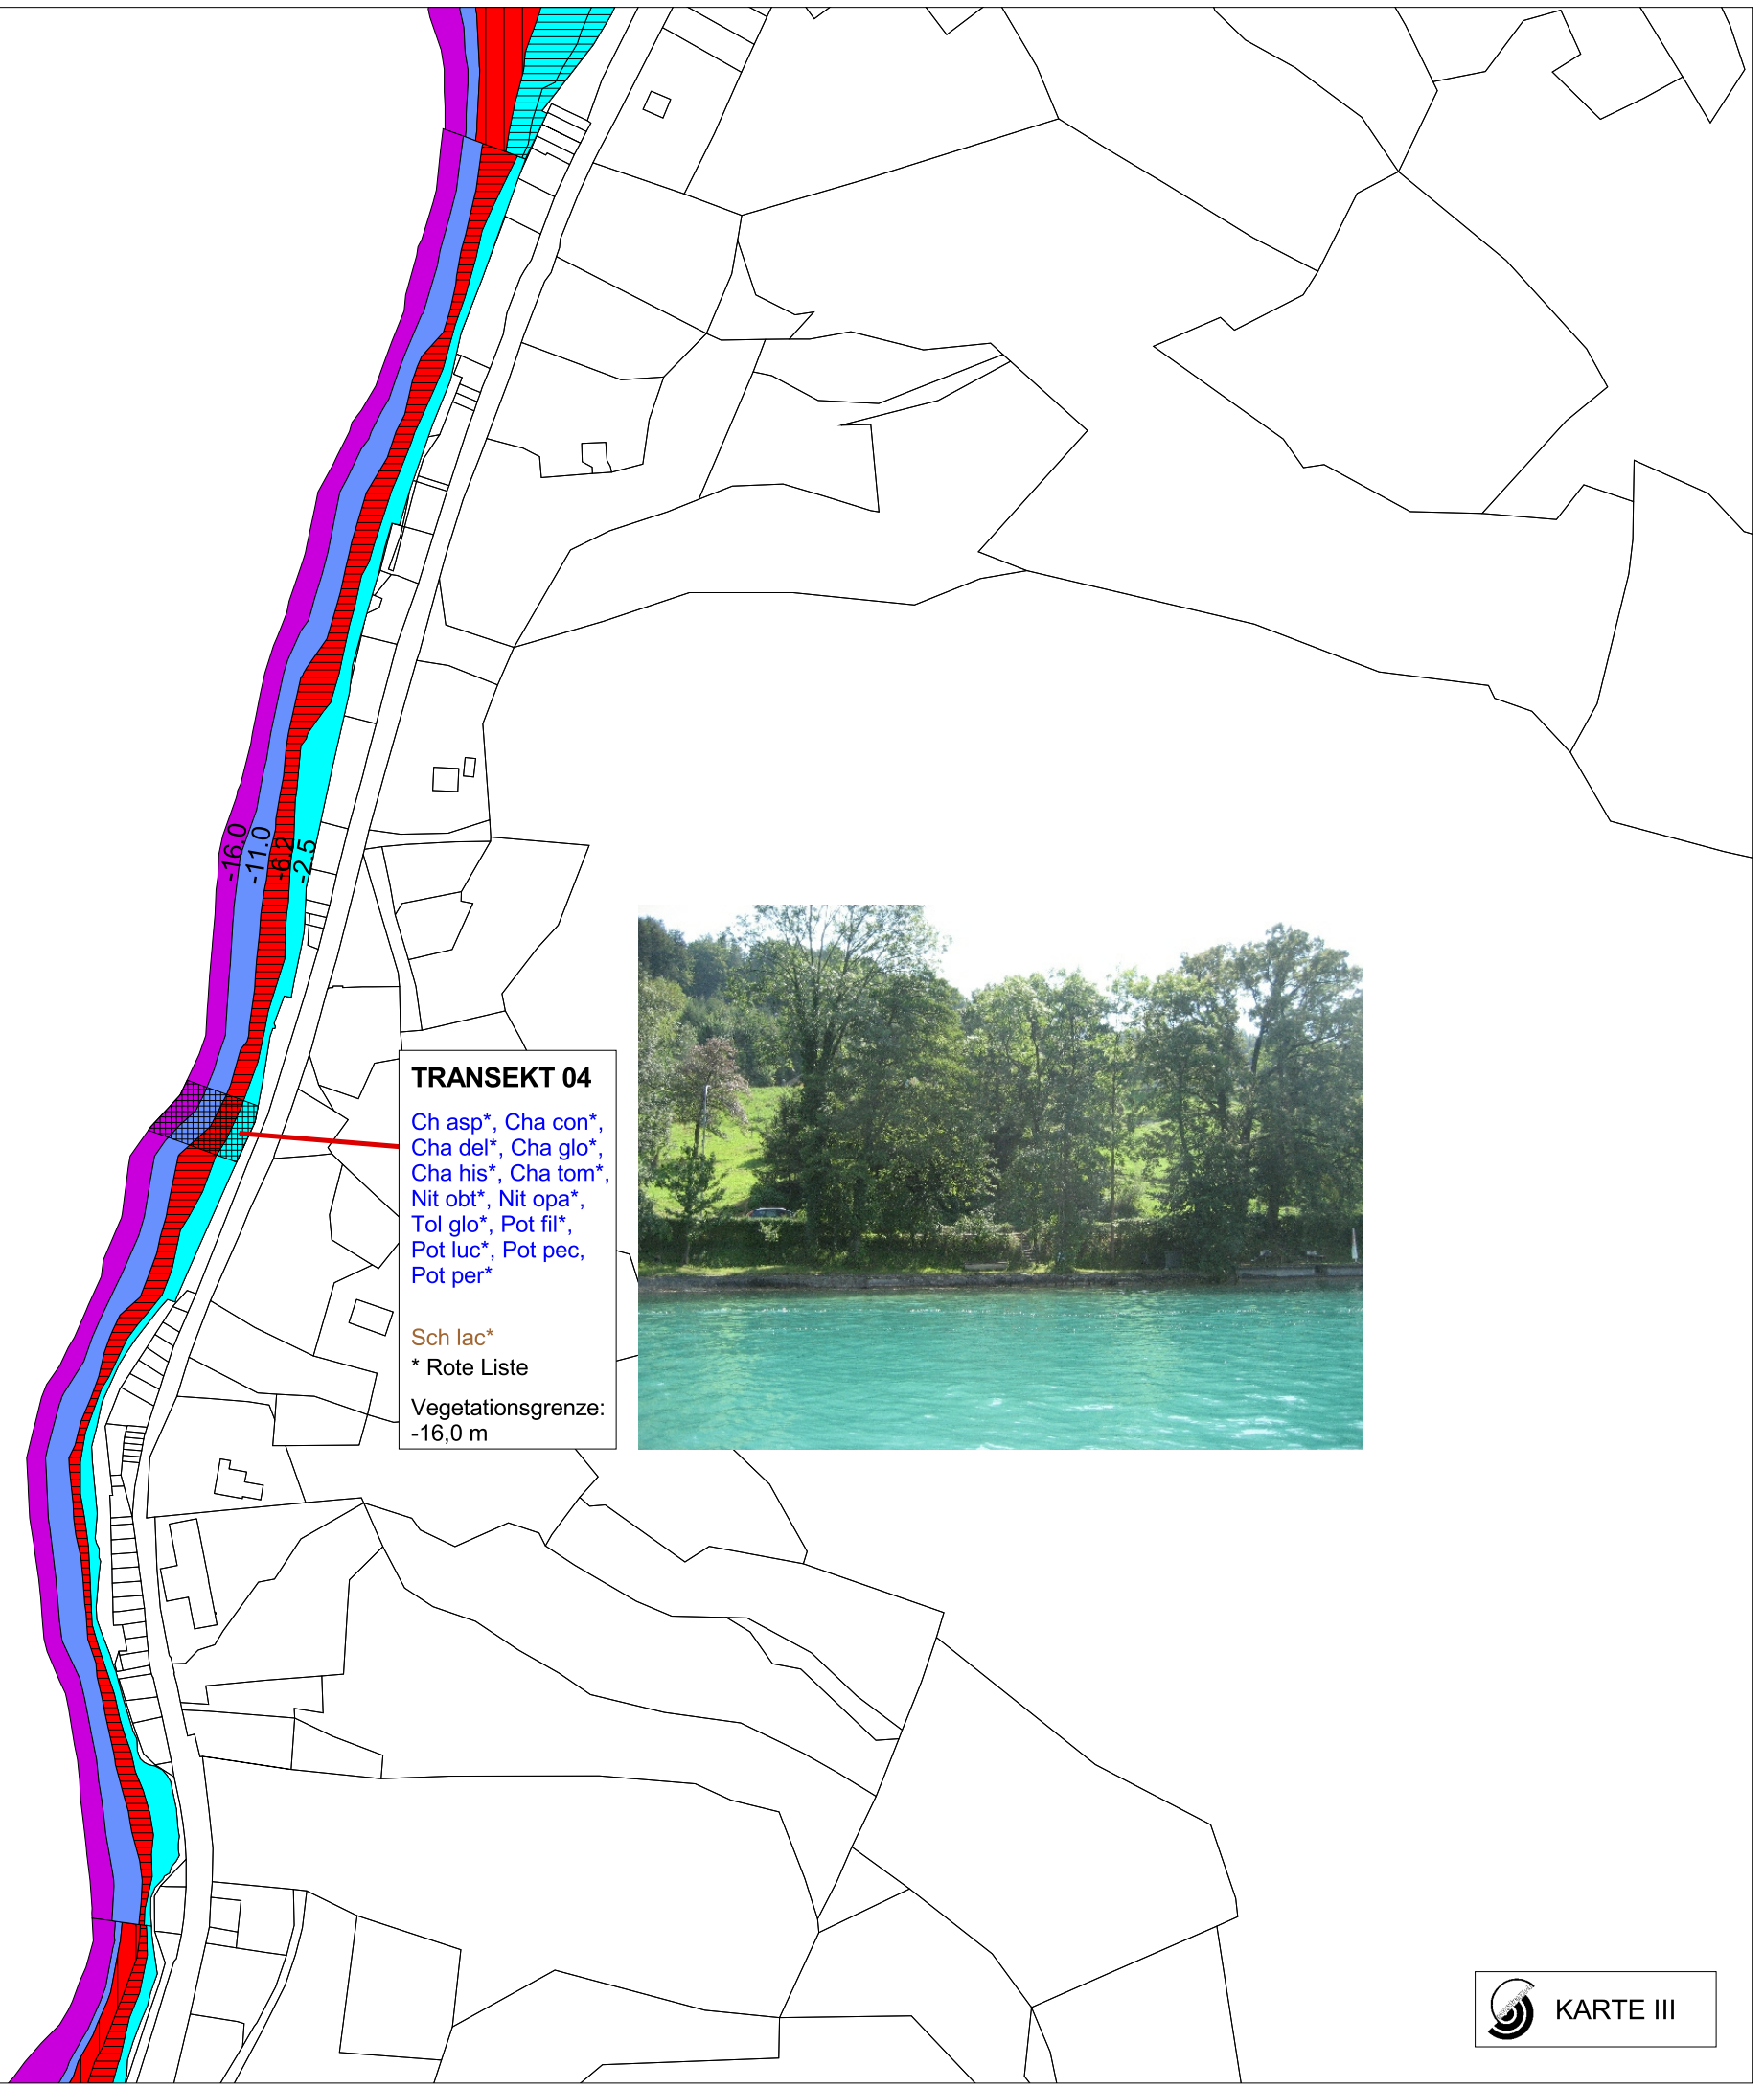 -16.0
-11.0
-6.2
-2.5
TRANSEKT 04
Ch asp*, Cha con*,
Cha del*, Cha glo*,
Cha his*, Cha tom*,
Nit obt*, Nit opa*,
Tol glo*, Pot fil*,
Pot luc*, Pot pec,
Pot per*
Sch lac*
* Rote Liste
Vegetationsgrenze:
-16,0 m
KARTE III